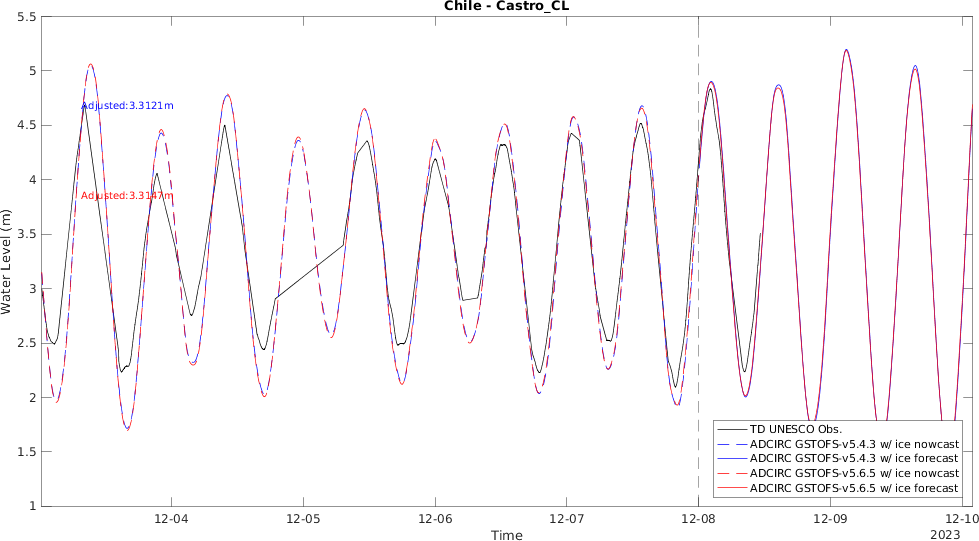 Chile - Castro_CL
5.5
5
4.5
4
3.5
3
2.5
2
1.5
1
Water Level (m)
Adjusted:3.3121m
Adjusted:3.3147m
TD UNESCO Obs.
ADCIRC GSTOFS-v5.4.3 w/ ice nowcast
ADCIRC GSTOFS-v5.4.3 w/ ice forecast
ADCIRC GSTOFS-v5.6.5 w/ ice nowcast
ADCIRC GSTOFS-v5.6.5 w/ ice forecast
12-04 12-05 12-06 12-07 12-08 12-09 12-10
Time
2023